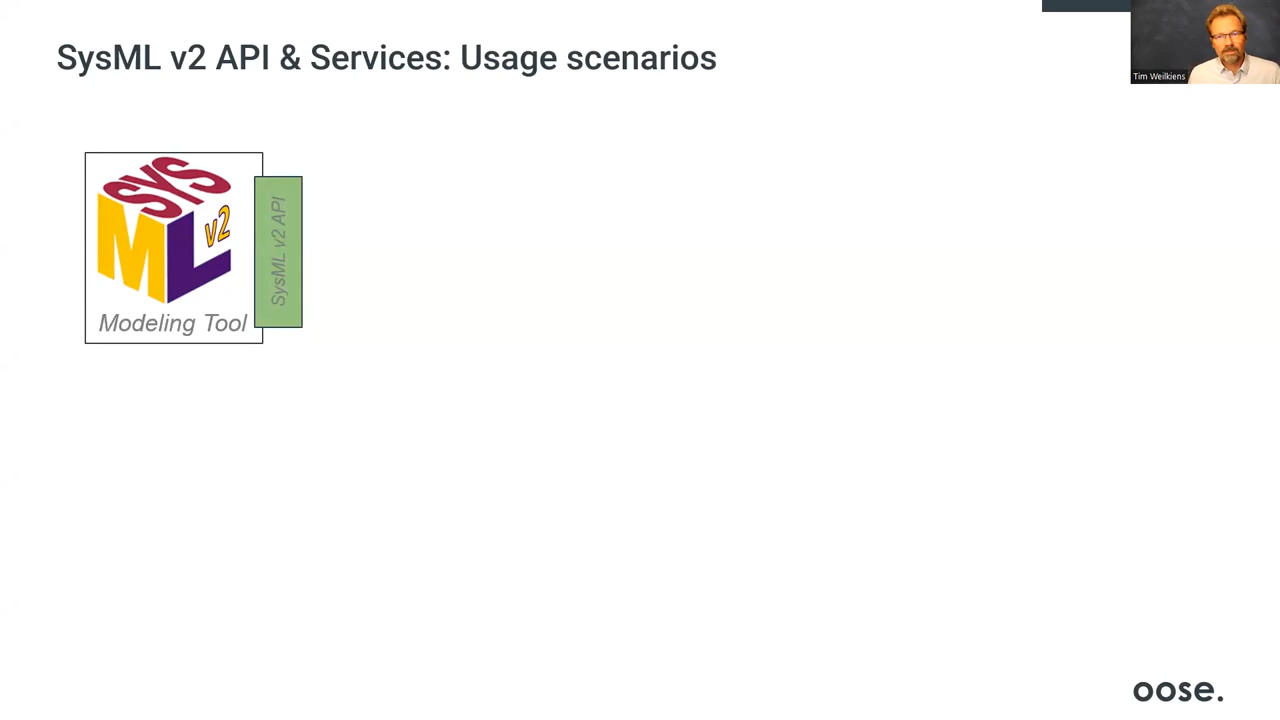 SysML v2 API & Services: Usage scenarios
Tim Weilkiens
SYS
ML
v2
SysML v2 API
Modeling Tool
oose.